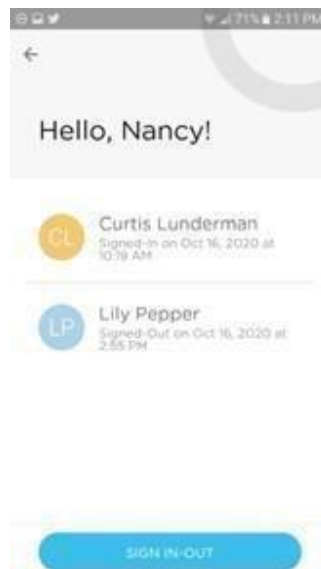 71% 2:11 PM
Hello, Nancy!
CL
Curtis Lunderman
Signed-In on Oct 16, 2020 at
10:19 AM
LP
Lily Pepper
Signed-Out on Oct 16, 2020 at
2:55 PM
SIGN IN-OUT